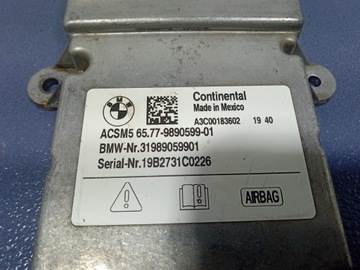 BMW
Continental
Made in Mexico
A3C00183602 19 40
ACSM5 65.77-9890599-01
BMW-Nr.31989059901
Serial-Nr.19B2731C0226
AIRBAG